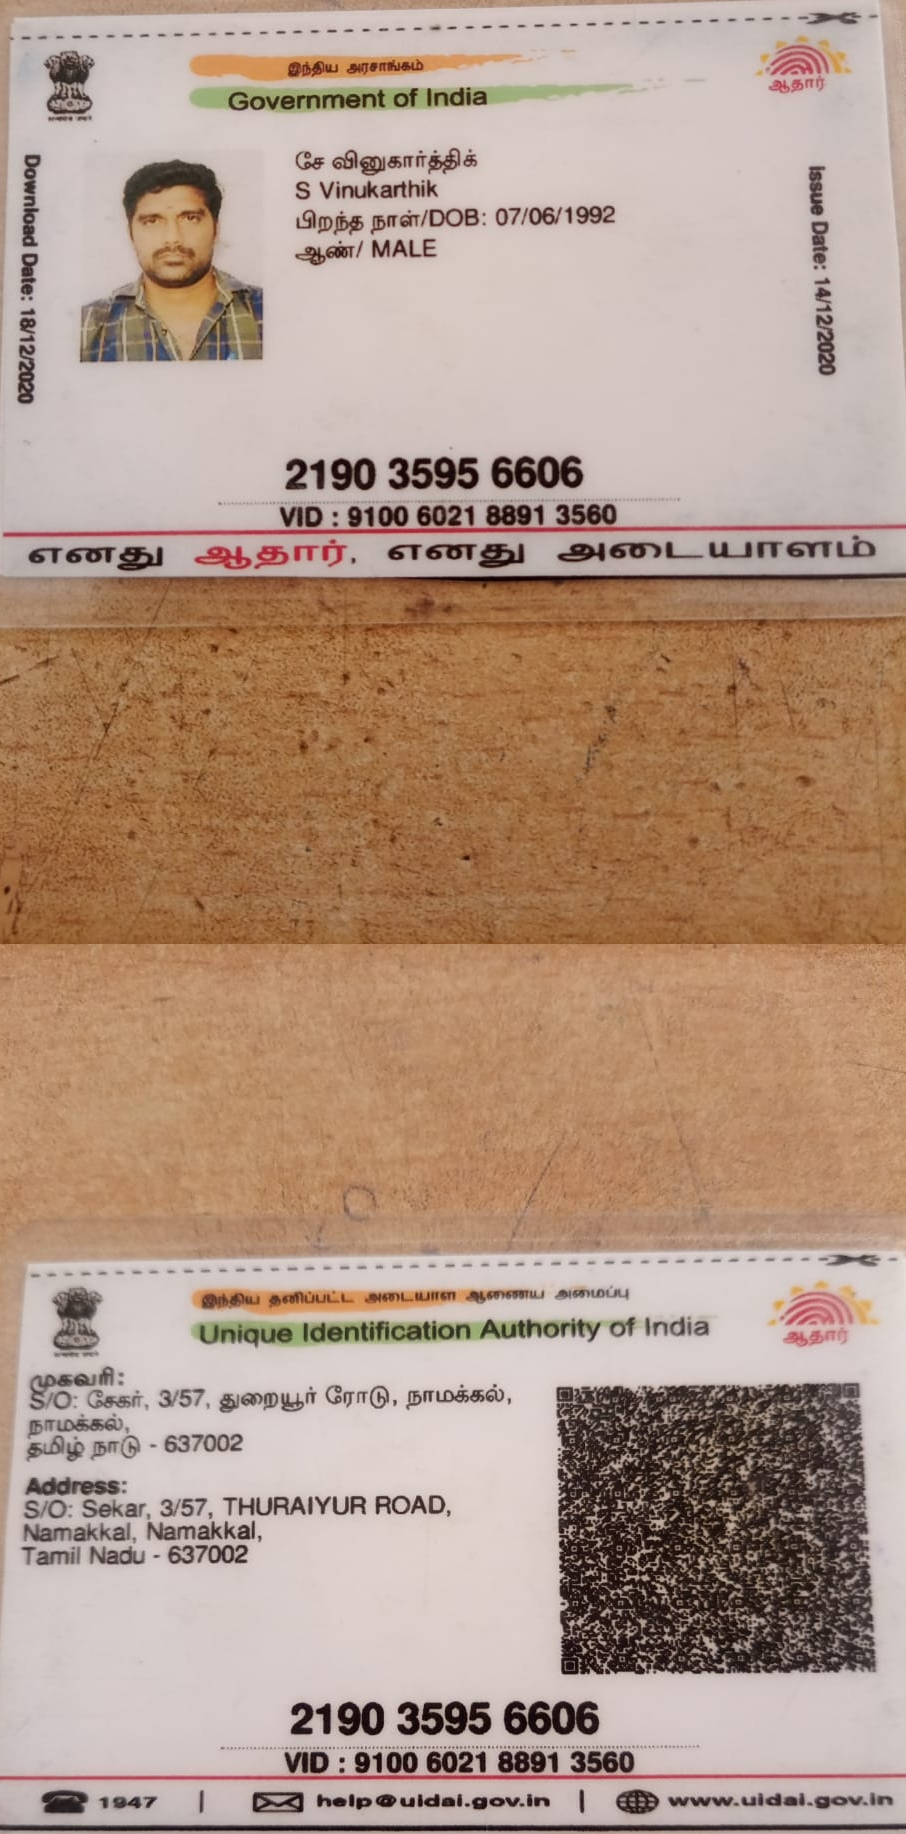 இந்திய அரசாங்கம்
Government of India
ஆதார்
Download Date: 18/12/2020
சே வினுகார்த்திக்
S Vinukarthik
பிறந்த நாள்/DOB: 07/06/1992
ஆண்/ MALE
Issue Date: 14/12/2020
2190 3595 6606
VID : 9100 6021 8891 3560
எனது ஆதார், எனது அடையாளம்
இந்திய தனிப்பட்ட அடையாள ஆணைய அமைப்பு
Unique Identification Authority of India
ஆதார்
முகவரி:
S/O: சேகர், 3/57, துறையூர் ரோடு, நாமக்கல்,
நாமக்கல்,
தமிழ் நாடு - 637002
Address:
S/O: Sekar, 3/57, THURAIYUR ROAD,
Namakkal, Namakkal,
Tamil Nadu - 637002
2190 3595 6606
VID : 9100 6021 8891 3560
1947 | help@uidai.gov.in | www.uidai.gov.in